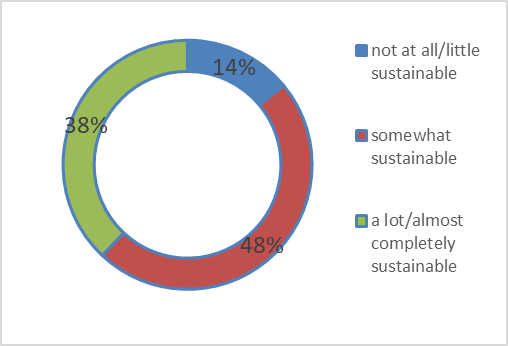 14%
38%
48%
not at all/little
sustainable
somewhat
sustainable
a lot/almost
completely
sustainable